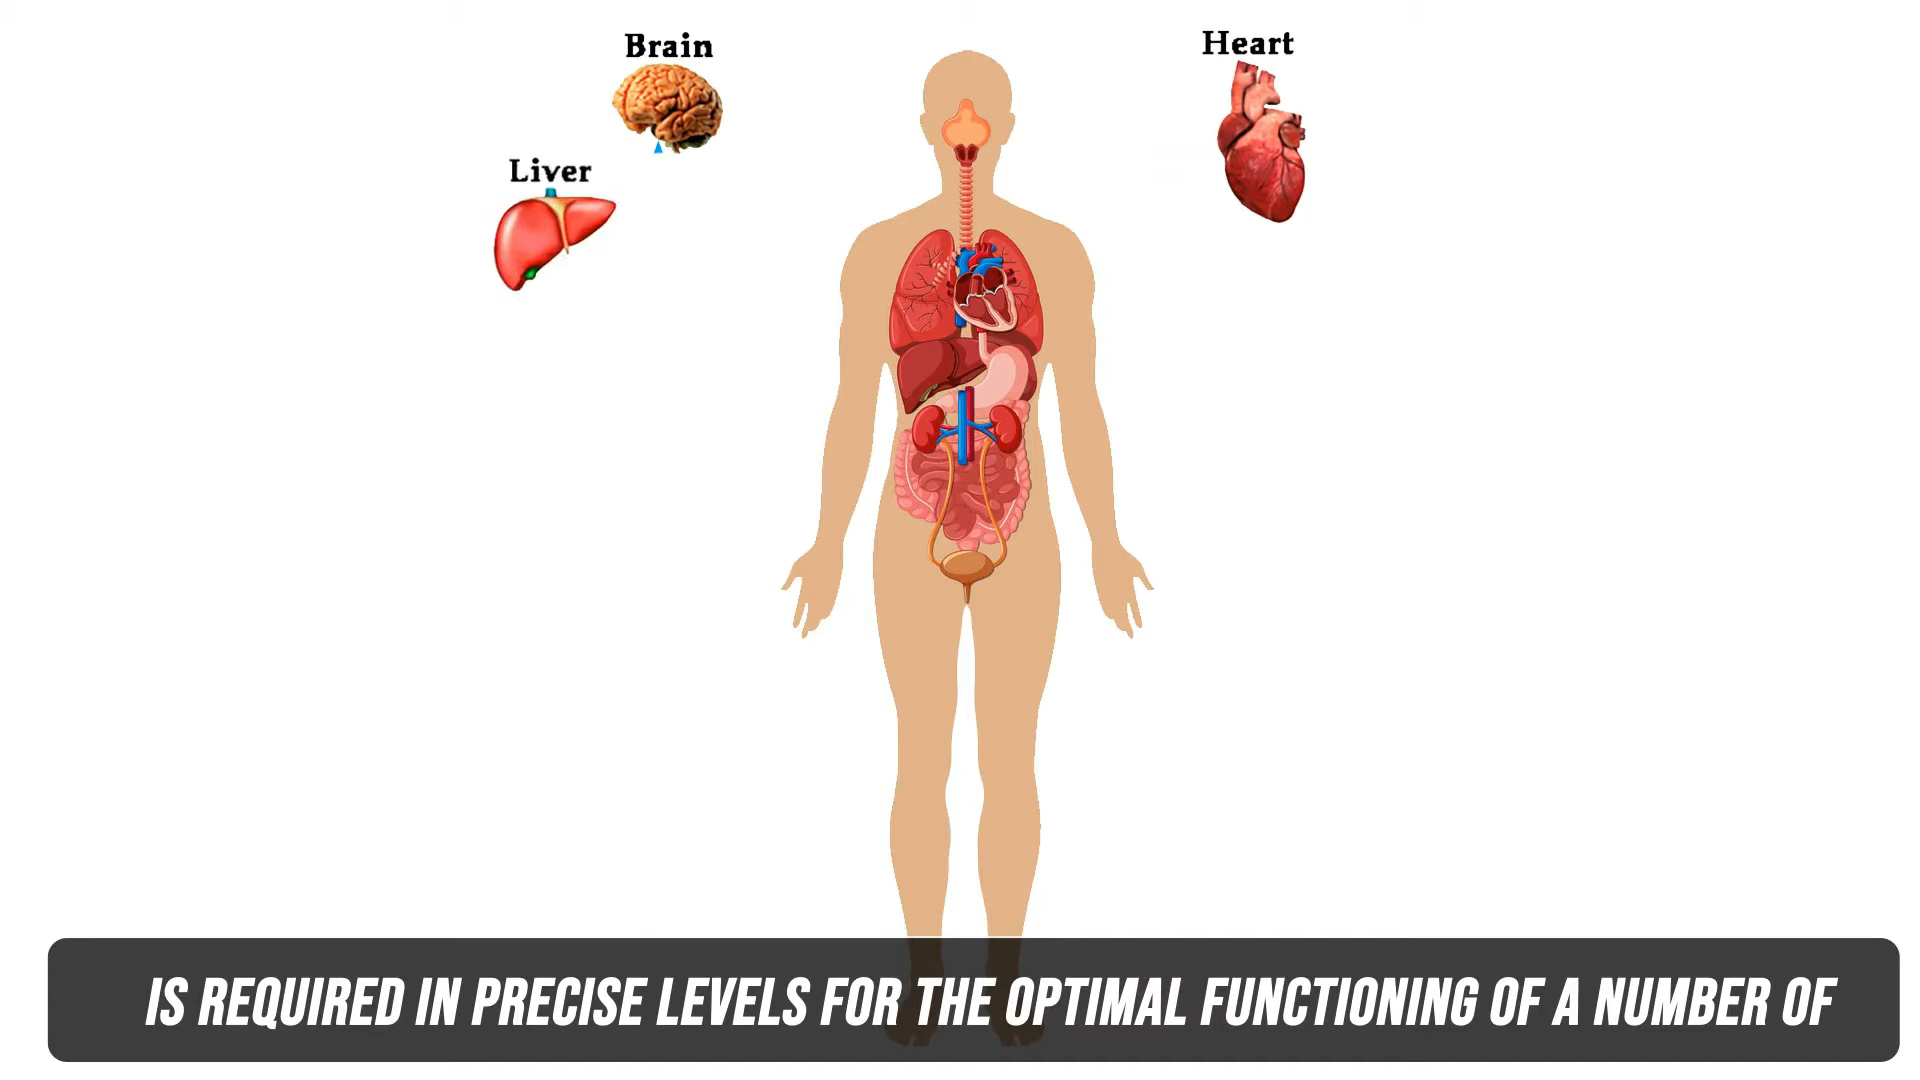 Brain
Heart
Liver
IS REQUIRED IN PRECISE LEVELS FOR THE OPTIMAL FUNCTIONING OF A NUMBER OF